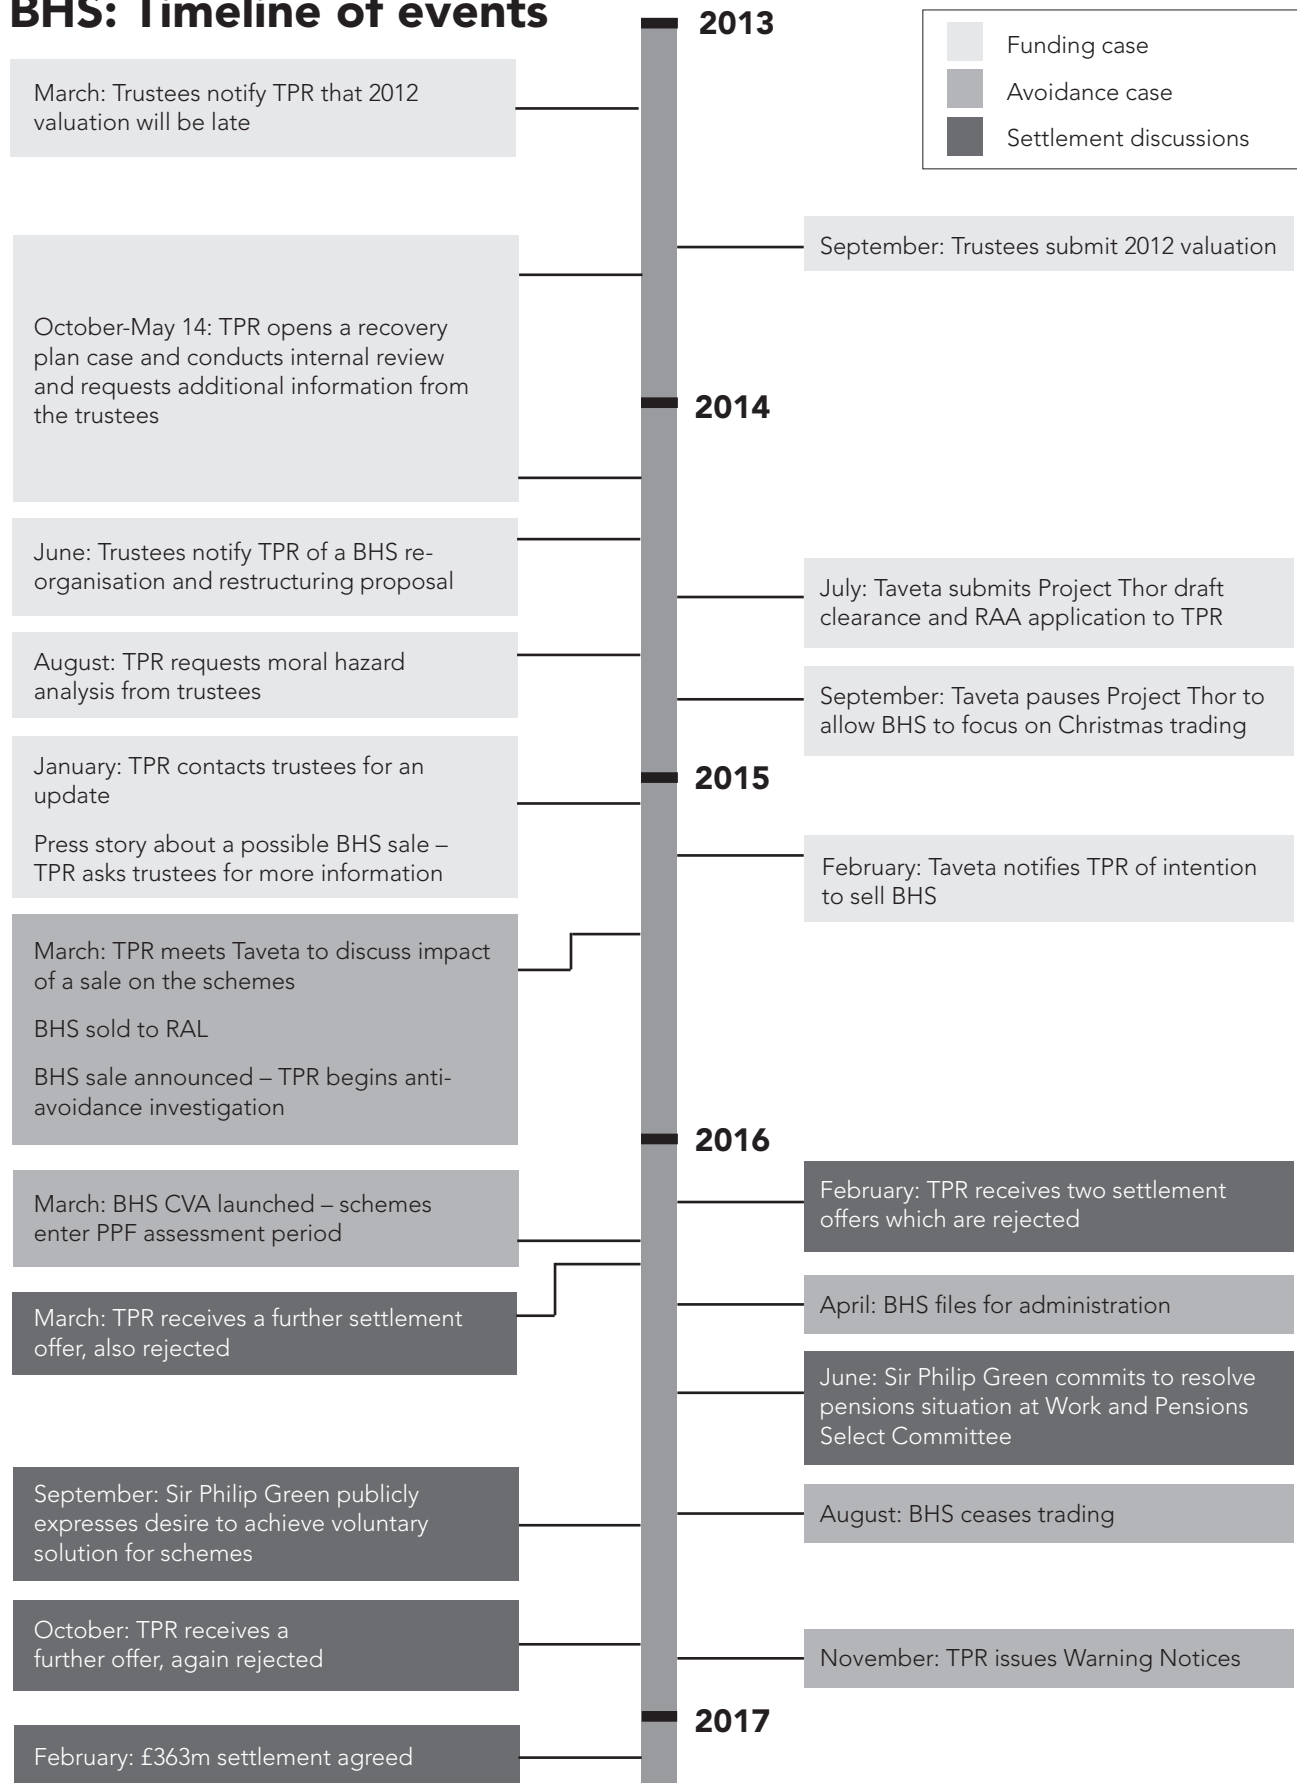 BHS: Timeline of events
2013
Funding case
Avoidance case
Settlement discussions
March: Trustees notify TPR that 2012
valuation will be late
September: Trustees submit 2012 valuation
October-May 14: TPR opens a recovery
plan case and conducts internal review
and requests additional information from
the trustees
2014
June: Trustees notify TPR of a BHS re-
organisation and restructuring proposal
July: Taveta submits Project Thor draft
clearance and RAA application to TPR
August: TPR requests moral hazard
analysis from trustees
September: Taveta pauses Project Thor to
allow BHS to focus on Christmas trading
2015
January: TPR contacts trustees for an
update
Press story about a possible BHS sale –
TPR asks trustees for more information
February: Taveta notifies TPR of intention
to sell BHS
March: TPR meets Taveta to discuss impact
of a sale on the schemes
BHS sold to RAL
BHS sale announced – TPR begins anti-
avoidance investigation
2016
February: TPR receives two settlement
offers which are rejected
March: BHS CVA launched – schemes
enter PPF assessment period
March: TPR receives a further settlement
offer, also rejected
April: BHS files for administration
June: Sir Philip Green commits to resolve
pensions situation at Work and Pensions
Select Committee
August: BHS ceases trading
September: Sir Philip Green publicly
expresses desire to achieve voluntary
solution for schemes
October: TPR receives a
further offer, again rejected
November: TPR issues Warning Notices
2017
February: £363m settlement agreed